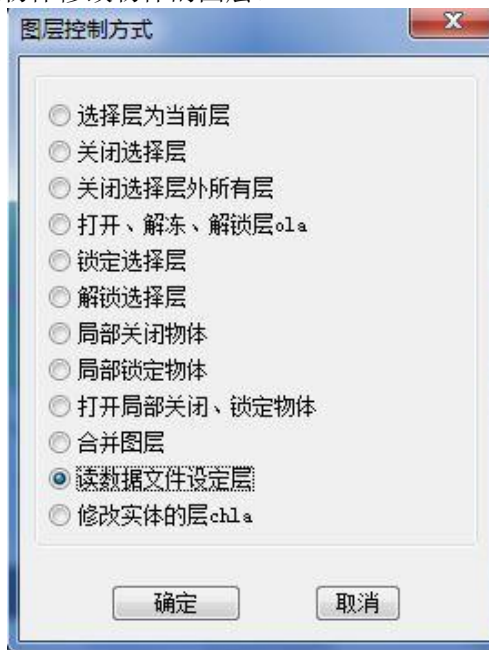 图层控制方式
选择层为当前层
关闭选择层
关闭选择层外所有层
打开、解冻、解锁层ola
锁定选择层
解锁选择层
局部关闭物体
局部锁定物体
打开局部关闭、锁定物体
合并图层
读数据文件设定层
修改实体的层chla
确定 取消